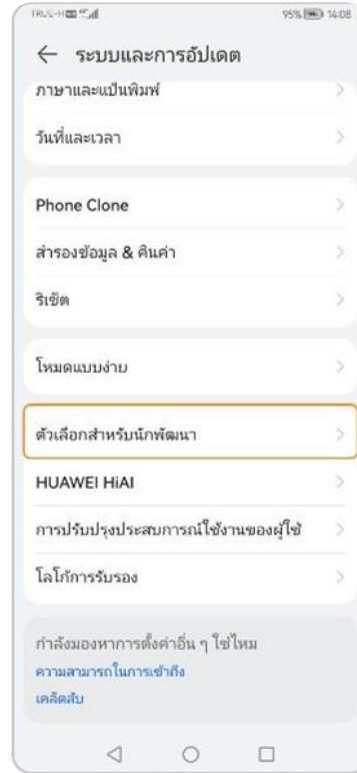 TRUE-H
95% 14:08
ระบบและการอัปเดต
ภาษาและแป้นพิมพ์
วันที่และเวลา
Phone Clone
สำรองข้อมูล & คืนค่า
รีเซ็ต
โหมดแบบง่าย
ตัวเลือกสำหรับนักพัฒนา
HUAWEI HiAI
การปรับปรุงประสบการณ์ใช้งานของผู้ใช้
โลโก้การรับรอง
กำลังมองหาการตั้งค่าอื่น ๆ ใช่ไหม
ความสามารถในการเข้าถึง
เคล็ดลับ